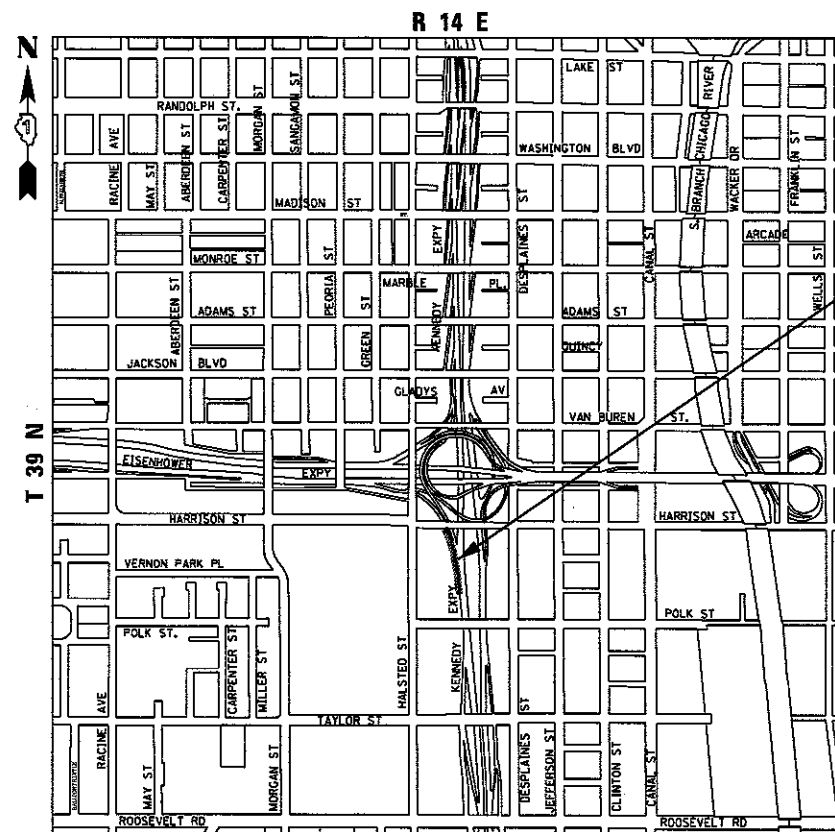 R 14 E
N
T 39 N
LAKE ST
RIVER
RANDOLPH ST.
MORGAN ST
SANGAMON ST
CHICAGO
RACINE AVE
MAY ST
ABERDEEN ST
CARPENTER ST
WASHINGTON BLVD
WACKER DR
FRANKLIN ST
MADISON ST
S. BRANCH
ARCADE
MONROE ST
PEORIA ST
KENNEDY EXPY
DESPLAINES ST
CANAL ST
WELLS ST
MARBLE PL.
ABERDEEN ST
ADAMS ST
GREEN ST
ADAMS ST
QUINCY
JACKSON BLVD
GLADYS AV
VAN BUREN ST.
EISENHOWER EXPY
HARRISON ST
HARRISON ST
VERNON PARK PL
KENNEDY EXPY
POLK ST
POLK ST.
CARPENTER ST
MILLER ST
HALSTED ST
RACINE AVE
TAYLOR ST
MAY ST
MORGAN ST
DESPLAINES ST
JEFFERSON ST
CLINTON ST
CANAL ST
ROOSEVELT RD
ROOSEVELT RD